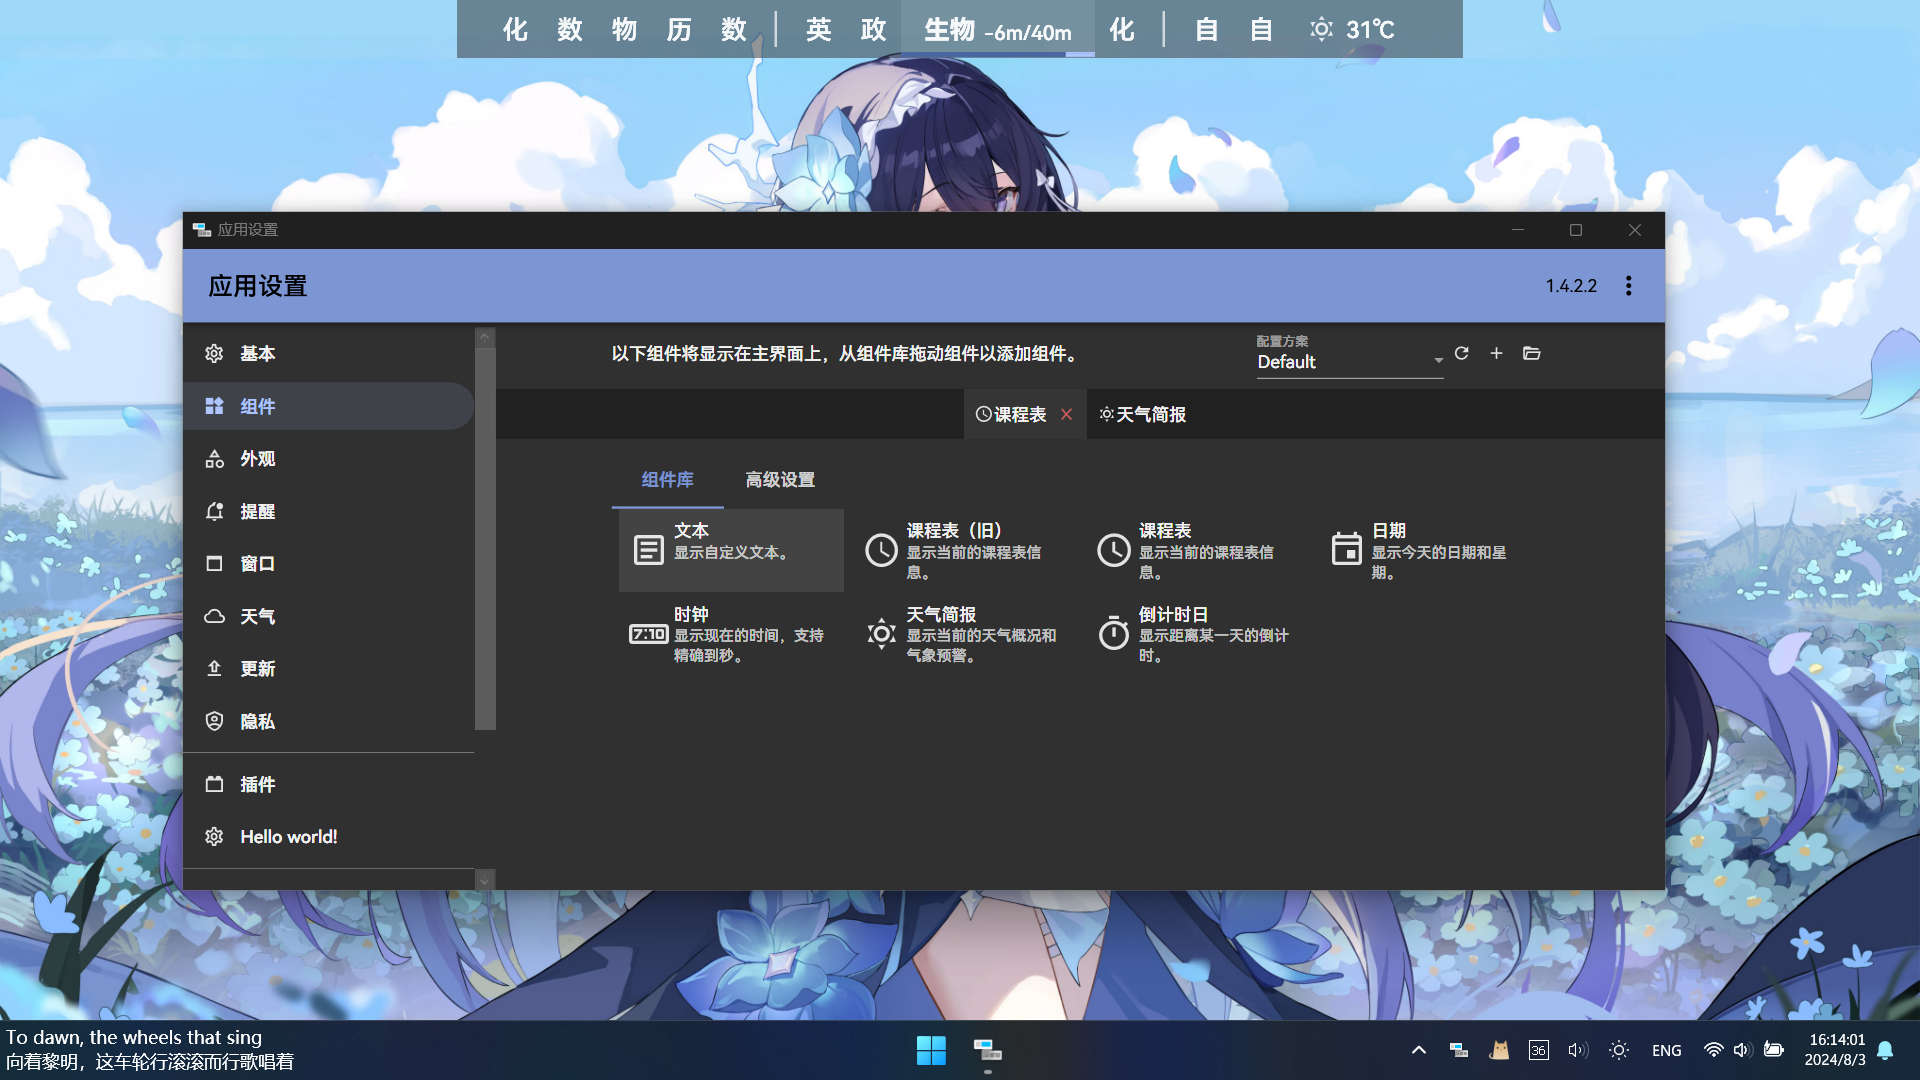 化 数 物 历 数 | 英 政 生物 -6m/40m 化 | 自 自 31℃
应用设置
应用设置
1.4.2.2
基本
组件
外观
提醒
窗口
天气
更新
隐私
插件
Hello world!
以下组件将显示在主界面上，从组件库拖动组件以添加组件。
配置方案
Default
课程表
天气简报
组件库
高级设置
文本
显示自定义文本。
课程表（旧）
显示当前的课程表信
息。
课程表
显示当前的课程表信
息。
日期
显示今天的日期和星
期。
时钟
7:10
显示现在的时间，支持
精确到秒。
天气简报
显示当前的天气概况和
气象预警。
倒计时日
显示距离某一天的倒计
时。
To dawn, the wheels that sing
向着黎明，这车轮行滚滚而行歌唱着
36
ENG
16:14:01
2024/8/3